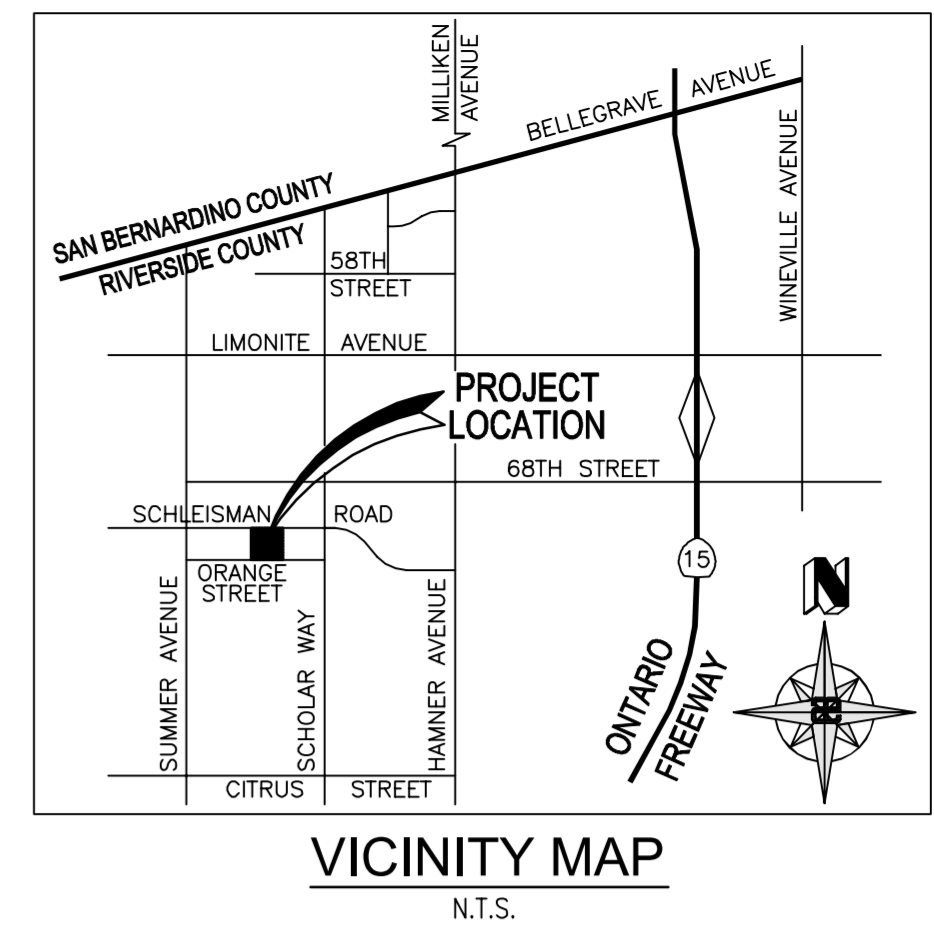 MILLIKEN
AVENUE
BELLEGRAVE AVENUE
WINEVILLE AVENUE
SAN BERNARDINO COUNTY
RIVERSIDE COUNTY
58TH
STREET
LIMONITE AVENUE
PROJECT
LOCATION
68TH STREET
SCHLEISMAN ROAD
ORANGE
STREET
15
N
SUMMER AVENUE
SCHOLAR WAY
HAMNER AVENUE
ONTARIO
FREEWAY
CITRUS STREET
VICINITY MAP
N.T.S.